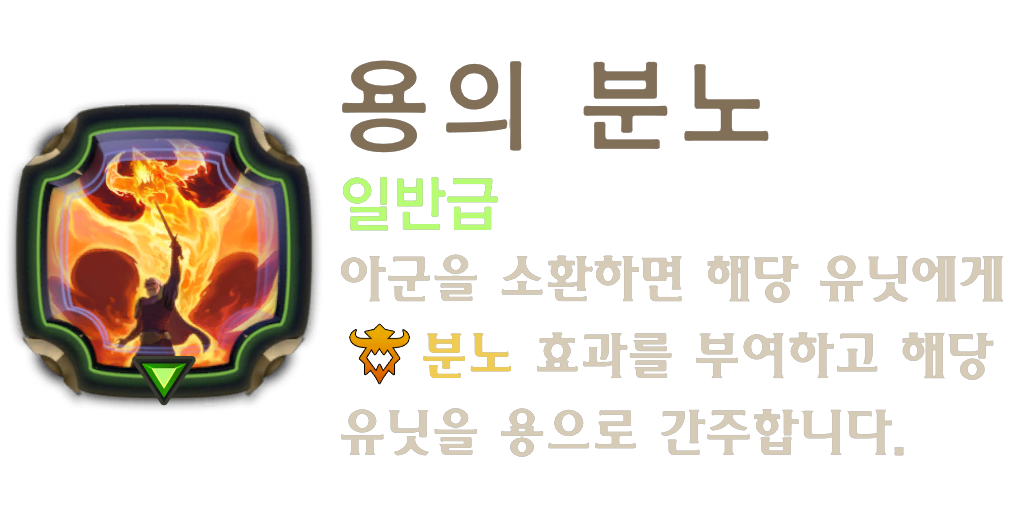 용의 분노
일반급
아군을 소환하면 해당 유닛에게
분노 효과를 부여하고 해당
유닛을 용으로 간주합니다.